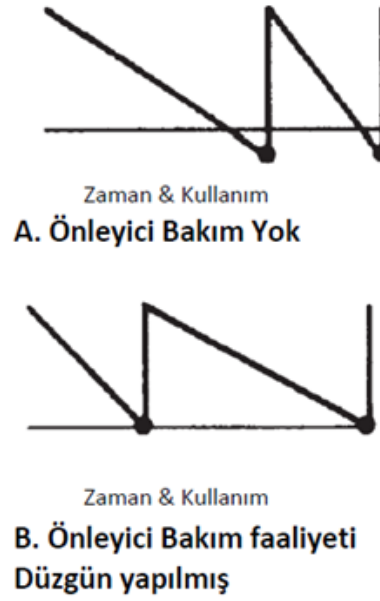 Zaman & Kullanım
A. Önleyici Bakım Yok
Zaman & Kullanım
B. Önleyici Bakım faaliyeti
Düzgün yapılmış